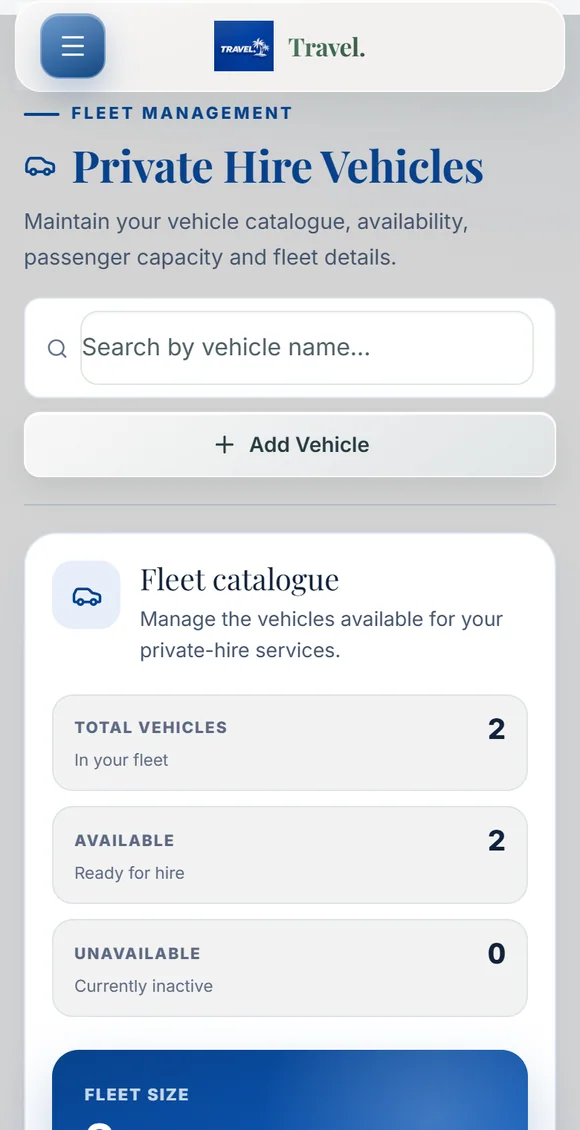 TRAVEL.
Travel.
FLEET MANAGEMENT
Private Hire Vehicles
Maintain your vehicle catalogue, availability,
passenger capacity and fleet details.
Search by vehicle name...
Add Vehicle
Fleet catalogue
Manage the vehicles available for your
private-hire services.
TOTAL VEHICLES
2
In your fleet
AVAILABLE
2
Ready for hire
UNAVAILABLE
0
Currently inactive
FLEET SIZE